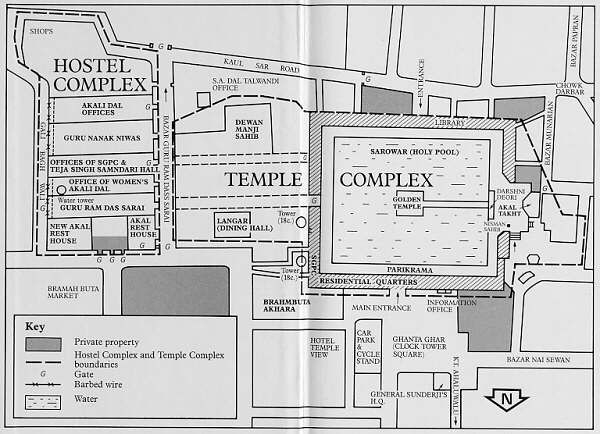 SHOPS
HOSTEL
COMPLEX
G
KAUL SAR ROAD
S.A. DAL TALWANDI
OFFICE
ENTRANCE
BAZAR PAPRAN
CHOWK
DARBAR
AKALI DAL
OFFICES
G
GURU NANAK NIWAS
DEWAN
MANJI
SAHIB
LIBRARY
BAZAR MUNARIAN
GALI BAGH WALI
BAZAR GURU RAM DASS SARAI
OFFICES OF SGPC &
TEJA SINGH SAMNDARI HALL
OFFICE OF WOMEN'S
AKALI DAL
Water tower
GURU RAM DAS SARAI
TEMPLE COMPLEX
SAROWAR (HOLY POOL)
GOLDEN
TEMPLE
DARSHNI
DEORI
AKAL
TAKHT
NISHAN
SAHIB
NEW AKAL
REST
HOUSE
AKAL
REST
HOUSE
G
G G G
LANGAR
(DINING HALL)
Tower
(18c.)
G
SGPC
Tower
(18c.)
PARIKRAMA
RESIDENTIAL QUARTERS
BRAMAH BUTA
MARKET
BRAHMBUTA
AKHARA
MAIN ENTRANCE
INFORMATION
OFFICE
HOTEL
TEMPLE
VIEW
CAR
PARK &
CYCLE
STAND
GHANTA GHAR
(CLOCK TOWER
SQUARE)
KT. AHALUWALIA
BAZAR NAI SEWAN
GENERAL SUNDERJI'S
H.Q.
N
Key
Private property
Hostel Complex and Temple Complex
boundaries
G Gate
Barbed wire
Water